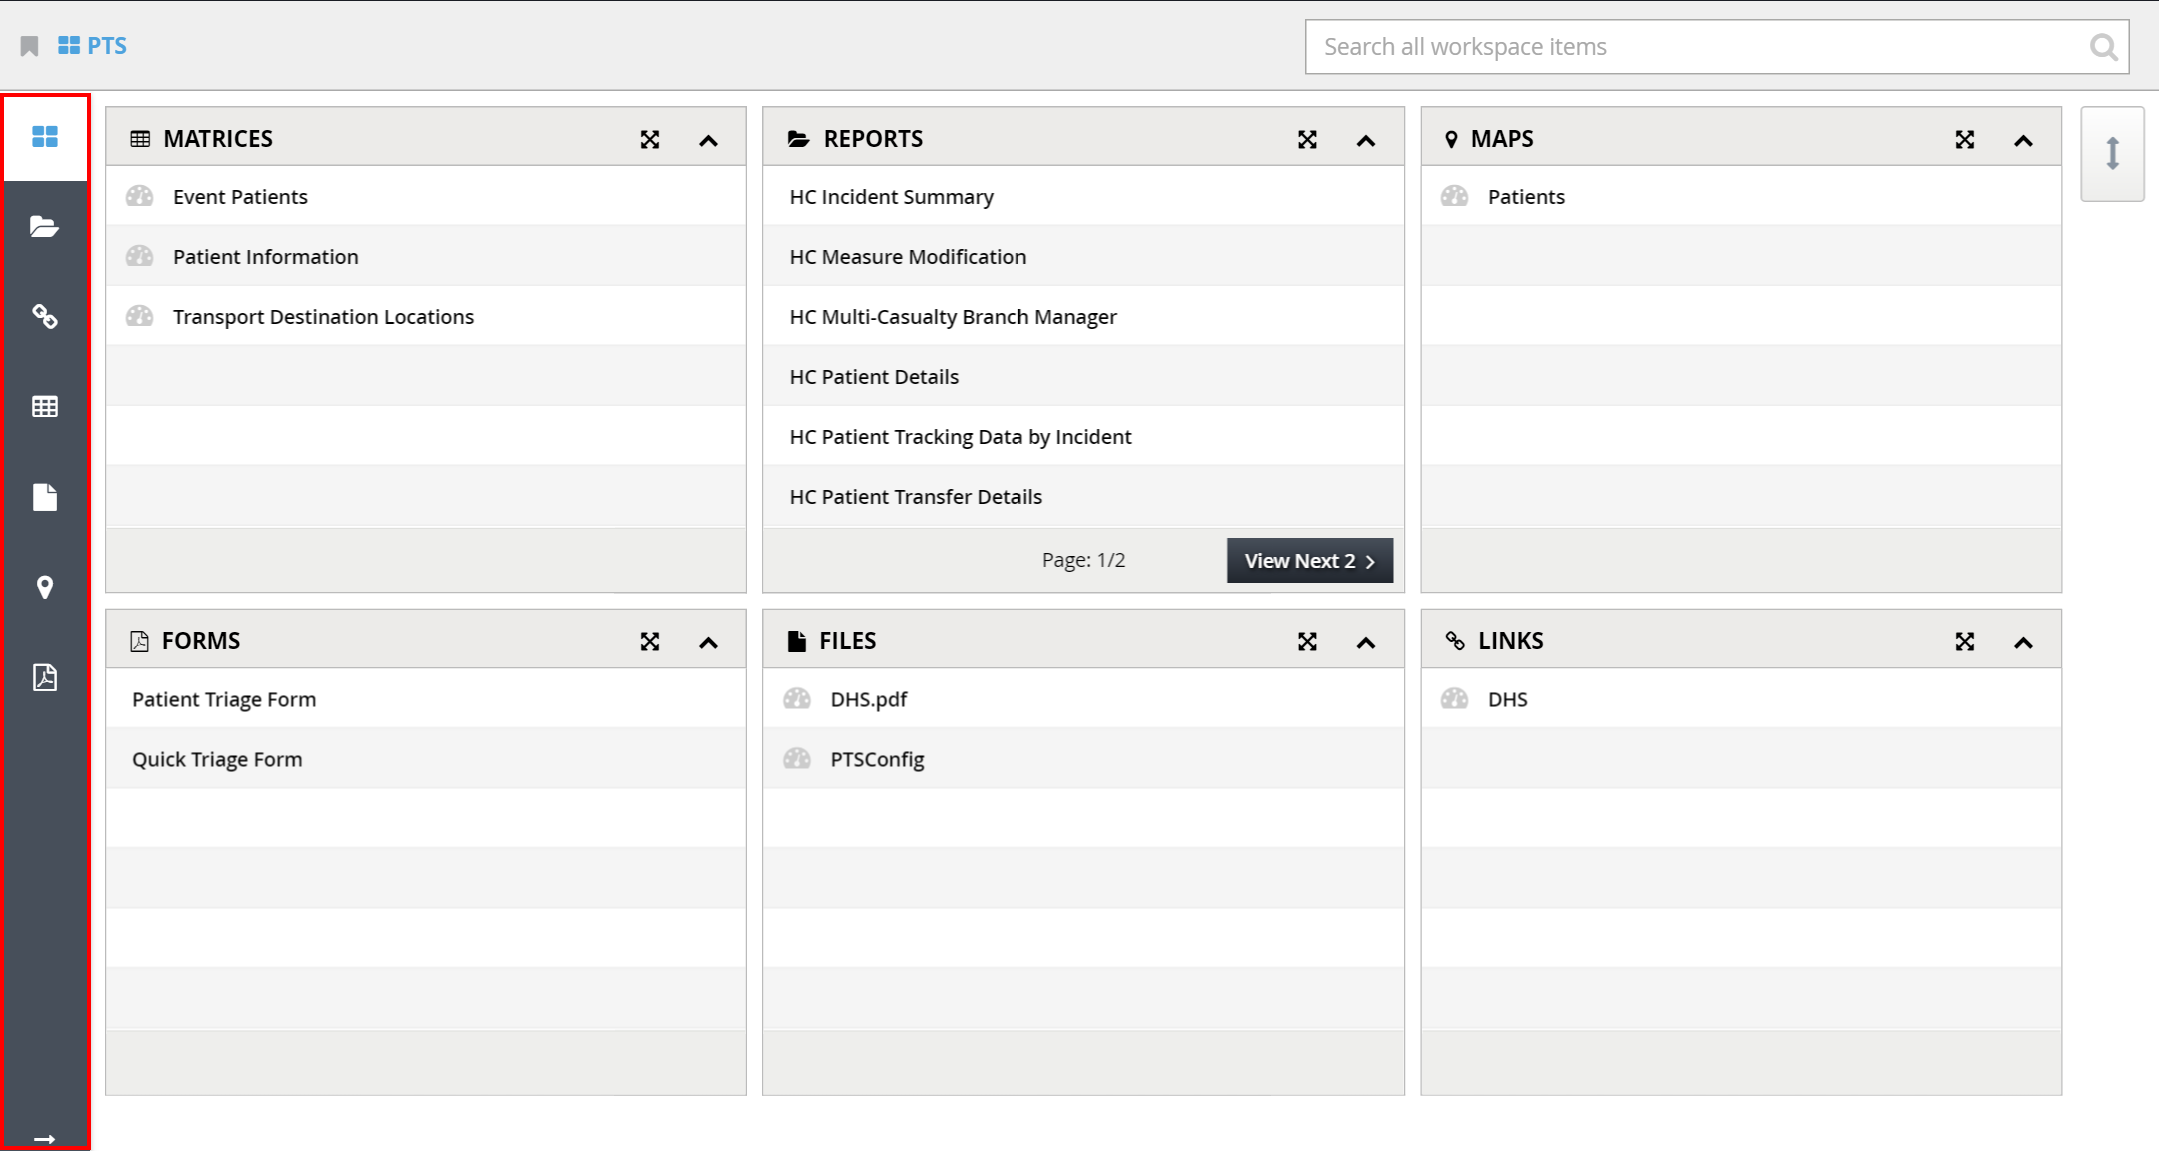 PTS
Search all workspace items
MATRICES
Event Patients
Patient Information
Transport Destination Locations
REPORTS
HC Incident Summary
HC Measure Modification
HC Multi-Casualty Branch Manager
HC Patient Details
HC Patient Tracking Data by Incident
HC Patient Transfer Details
Page: 1/2
View Next 2
MAPS
Patients
FORMS
Patient Triage Form
Quick Triage Form
FILES
DHS.pdf
PTSConfig
LINKS
DHS